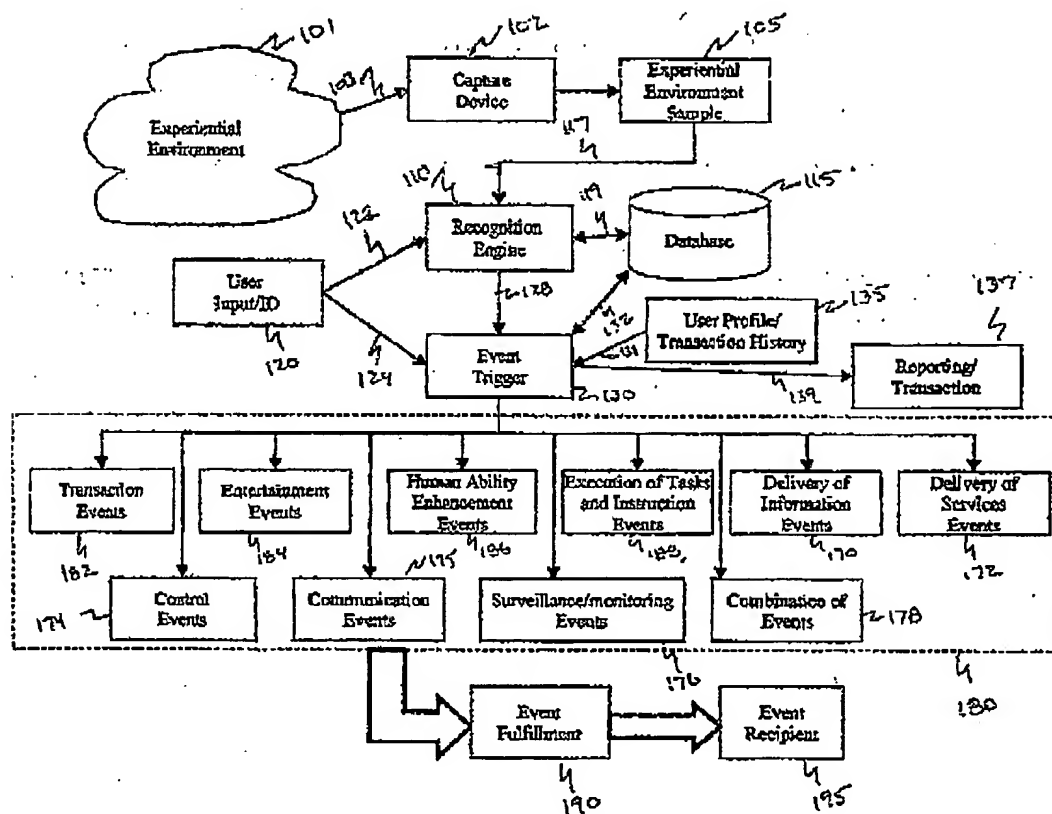 101
102
105
103
Experiential
Environment
Capture
Device
Experiential
Environment
Sample
117
110
119
115
122
Recognition
Engine
Database
User
Input/ID
128
132
135
137
User Profile/
Transaction History
120
124
Event
Trigger
131
130
139
Reporting/
Transaction
Transaction
Events
Entertainment
Events
Human Ability
Enhancement
Events
Execution of Tasks
and Instruction
Events
Delivery of
Information
Events
Delivery of
Services
Events
182
184
186
188
170
172
175
174
Control
Events
Communication
Events
Surveillance/monitoring
Events
Combination of
Events
178
176
180
Event
Fulfillment
Event
Recipient
190
195